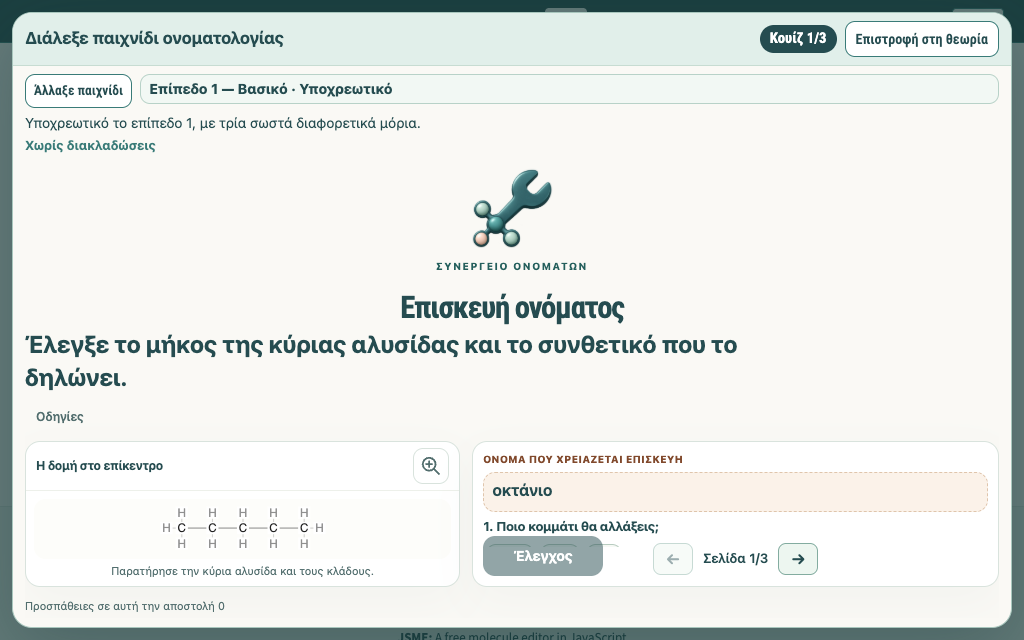 Διάλεξε παιχνίδι ονοματολογίας
Κουίζ 1/3
Επιστροφή στη θεωρία
Άλλαξε παιχνίδι
Επίπεδο 1 — Βασικό · Υποχρεωτικό
Υποχρεωτικό το επίπεδο 1, με τρία σωστά διαφορετικά μόρια.
Χωρίς διακλαδώσεις
ΣΥΝΕΡΓΕΙΟ ΟΝΟΜΑΤΩΝ
Επισκευή ονόματος
Έλεγξε το μήκος της κύριας αλυσίδας και το συνθετικό που το
δηλώνει.
Οδηγίες
Η δομή στο επίκεντρο
H H H H H
H C C C C C H
H H H H H
Παρατήρησε την κύρια αλυσίδα και τους κλάδους.
ΟΝΟΜΑ ΠΟΥ ΧΡΕΙΑΖΕΤΑΙ ΕΠΙΣΚΕΥΗ
οκτάνιο
1. Ποιο κομμάτι θα αλλάξεις;
Έλεγχος
Σελίδα 1/3
Προσπάθειες σε αυτή την αποστολή 0
JSME: A free molecule editor in JavaScript